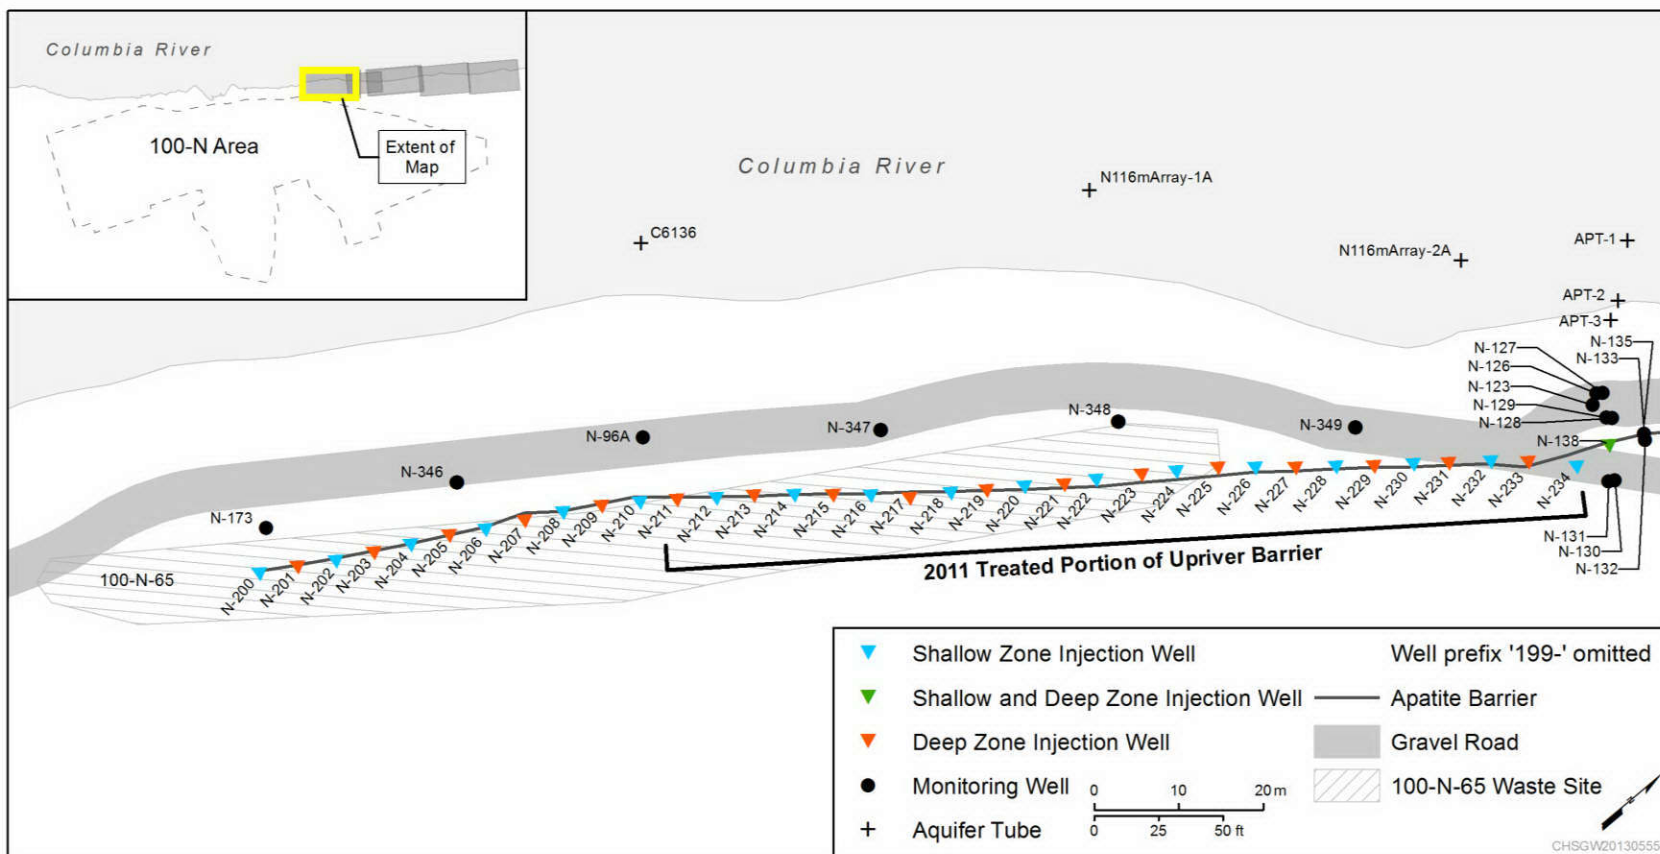 Columbia River
100-N Area
Extent of
Map
Columbia River
N116mArray-1A
C6136
N116mArray-2A
APT-1
APT-2
APT-3
N-135
N-127
N-133
N-126
N-123
N-129
N-128
N-138
N-348
N-349
N-347
N-96A
N-346
N-173
100-N-65
N-200
N-201
N-202
N-203
N-204
N-205
N-206
N-207
N-208
N-209
N-210
N-211
N-212
N-213
N-214
N-215
N-216
N-217
N-218
N-219
N-220
N-221
N-222
N-223
N-224
N-225
N-226
N-227
N-228
N-229
N-230
N-231
N-232
N-233
N-234
N-131
N-130
N-132
2011 Treated Portion of Upriver Barrier
Shallow Zone Injection Well
Shallow and Deep Zone Injection Well
Deep Zone Injection Well
Monitoring Well
Aquifer Tube
0 10 20 m
0 25 50 ft
Well prefix '199-' omitted
Apatite Barrier
Gravel Road
100-N-65 Waste Site
CHSGW20130555